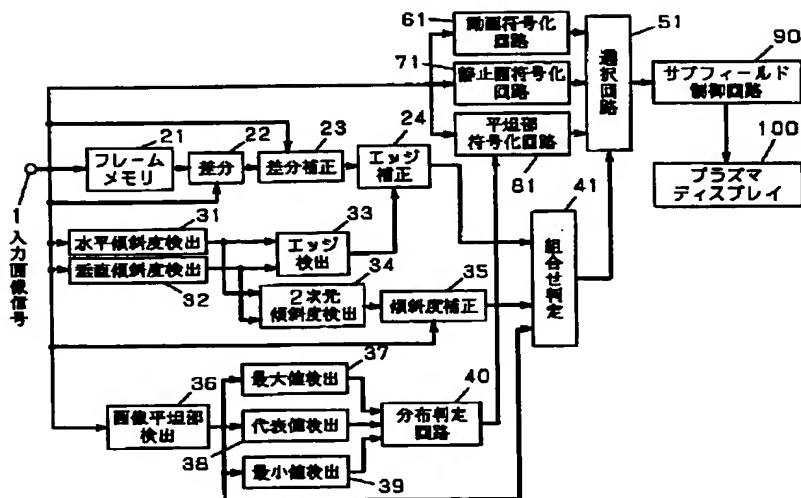 61
動画符号化
回路
71
静止画符号化
回路
平坦部
符号化回路
81
51
選択回路
90
サブフィールド
制御回路
100
プラズマ
ディスプレイ
21
フレーム
メモリ
22
差分
23
差分補正
24
エッジ
補正
1
入力画像信号
31
水平傾斜度検出
垂直傾斜度検出
32
33
エッジ
検出
34
2次元
傾斜度検出
35
傾斜度補正
41
組合せ判定
36
画像平坦部
検出
37
最大値検出
代表値検出
38
最小値検出
39
40
分布判定
回路